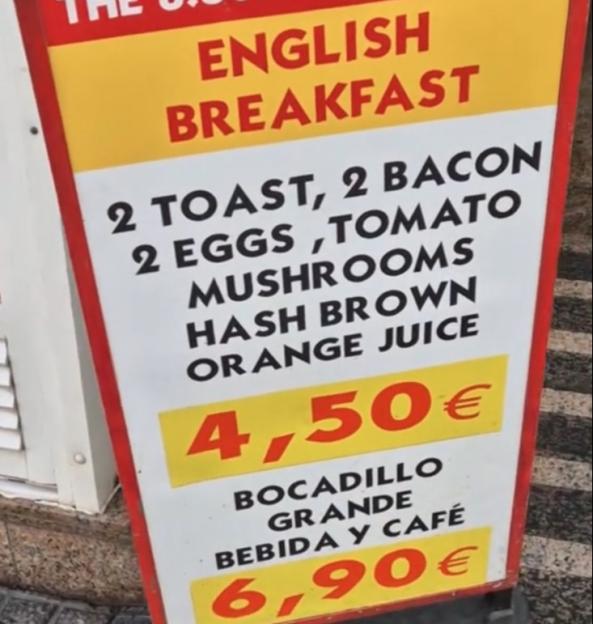 THE
ENGLISH
BREAKFAST
2 TOAST, 2 BACON
2 EGGS ,TOMATO
MUSHROOMS
HASH BROWN
ORANGE JUICE
4,50€
BOCADILLO
GRANDE
BEBIDA Y CAFÉ
6,90€